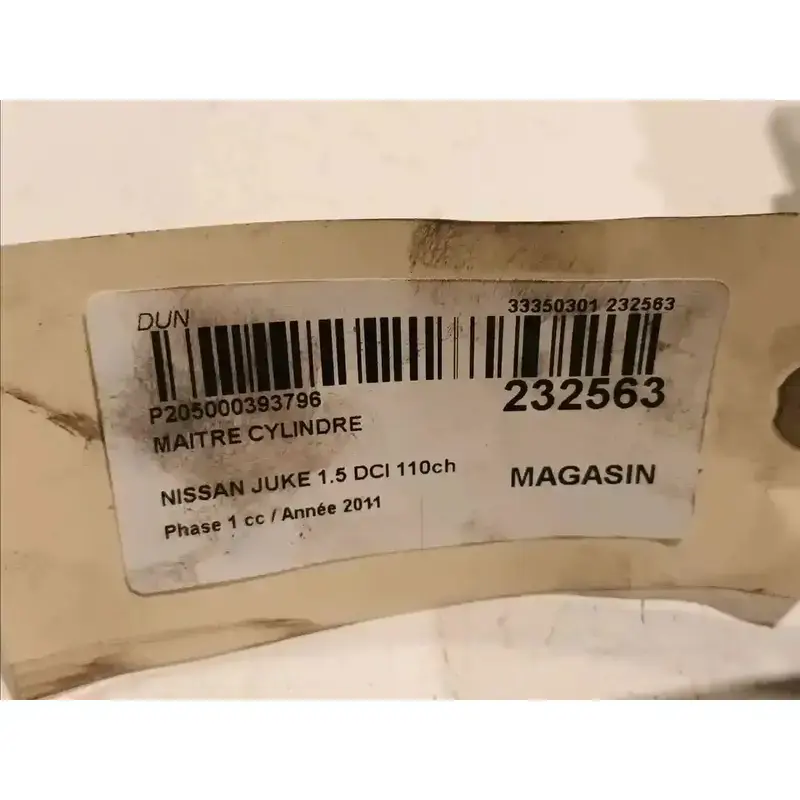 DUN
33350301 232563
P205000393796
232563
MAITRE CYLINDRE
NISSAN JUKE 1.5 DCI 110ch
MAGASIN
Phase 1 cc / Année 2011